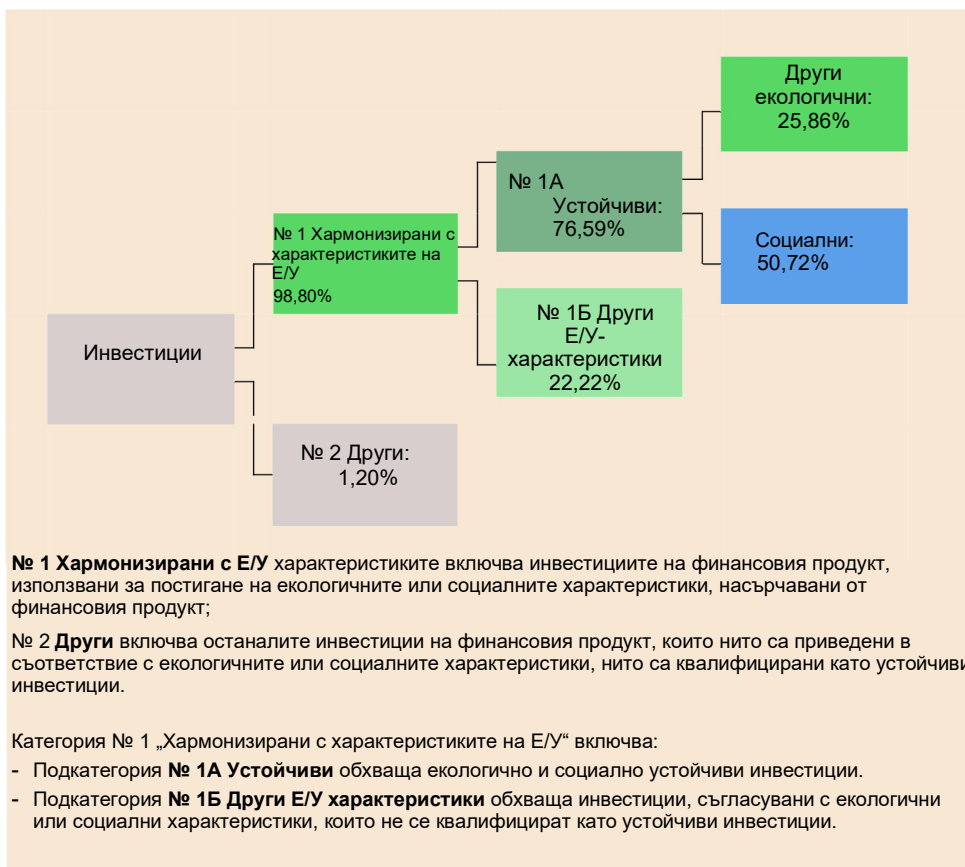 Други
екологични:
25,86%
№ 1А
Устойчиви:
76,59%
Социални:
50,72%
№ 1 Хармонизирани с
характеристиките на
Е/У
98,80%
№ 1Б Други
Е/У-
характеристики
22,22%
Инвестиции
№ 2 Други:
1,20%
№ 1 Хармонизирани с Е/У характеристиките включва инвестициите на финансовия продукт,
използвани за постигане на екологичните или социалните характеристики, насърчавани от
финансовия продукт;
№ 2 Други включва останалите инвестиции на финансовия продукт, които нито са приведени в
съответствие с екологичните или социалните характеристики, нито са квалифицирани като устойчиви
инвестиции.
Категория № 1 „Хармонизирани с характеристиките на Е/У“ включва:
- Подкатегория № 1А Устойчиви обхваща екологично и социално устойчиви инвестиции.
- Подкатегория № 1Б Други Е/У характеристики обхваща инвестиции, съгласувани с екологични
или социални характеристики, които не се квалифицират като устойчиви инвестиции.